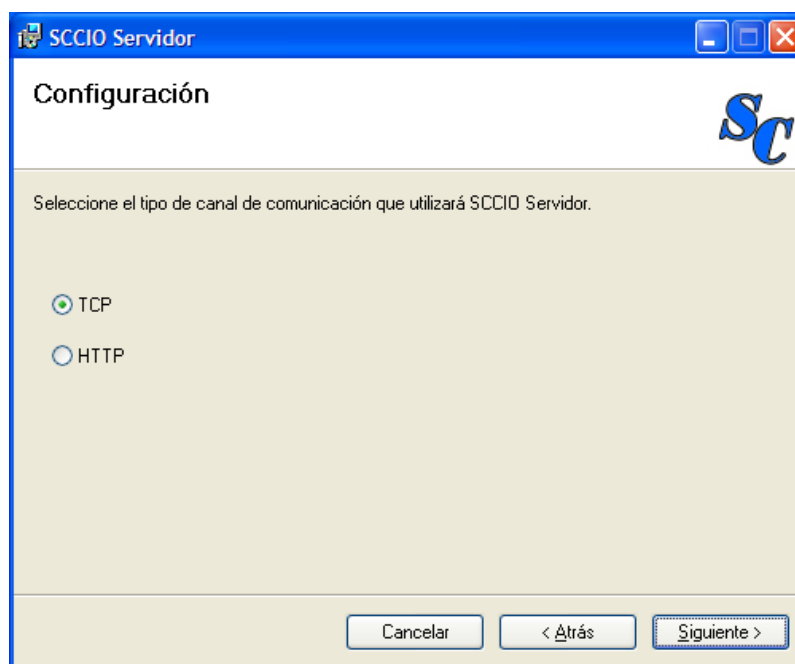 SCCIO Servidor
Configuración
SC
Seleccione el tipo de canal de comunicación que utilizará SCCIO Servidor.
TCP
HTTP
Cancelar
< Atrás
Siguiente >